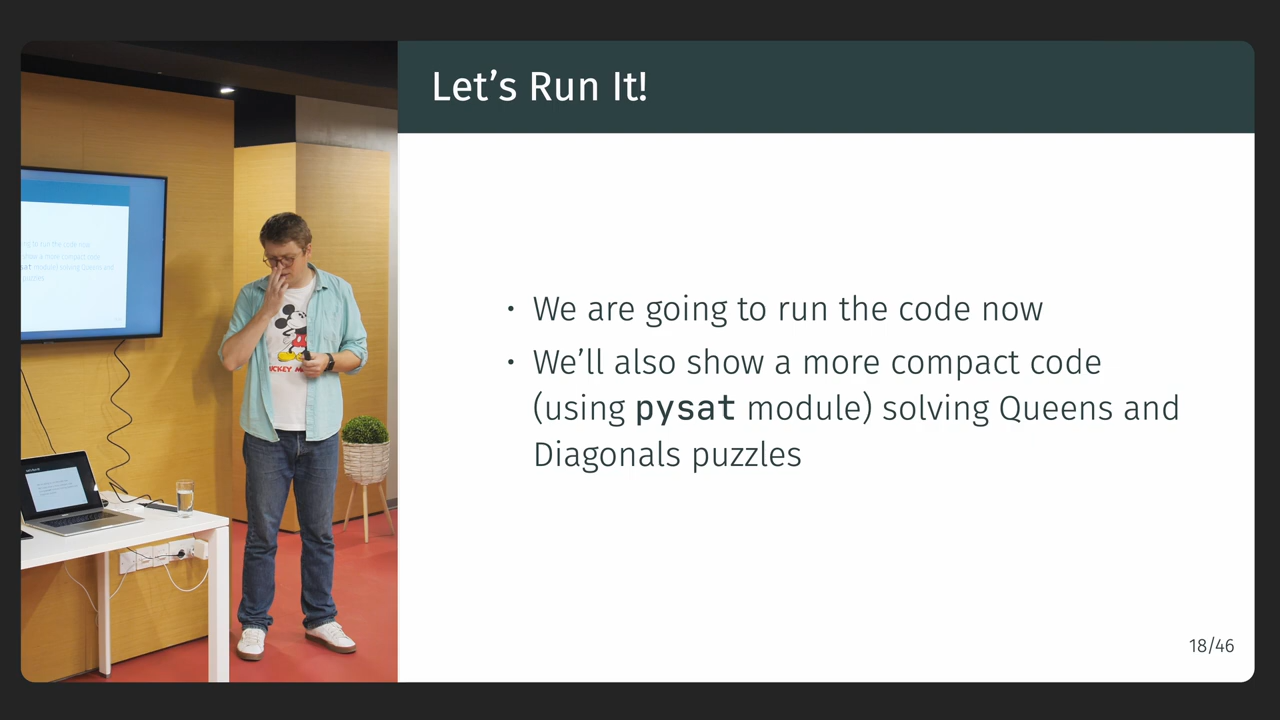 Let's Run It!
• We are going to run the code now
• We'll also show a more compact code
(using pysat module) solving Queens and
Diagonals puzzles
18/46